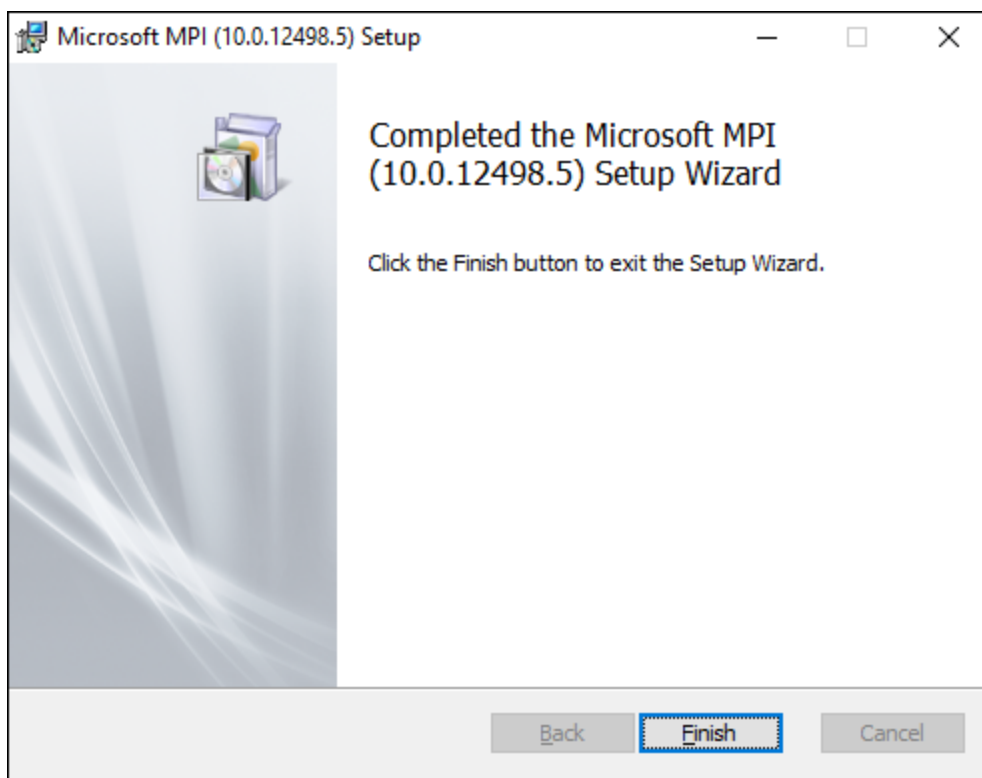 Microsoft MPI (10.0.12498.5) Setup
Completed the Microsoft MPI
(10.0.12498.5) Setup Wizard
Click the Finish button to exit the Setup Wizard.
Back
Finish
Cancel